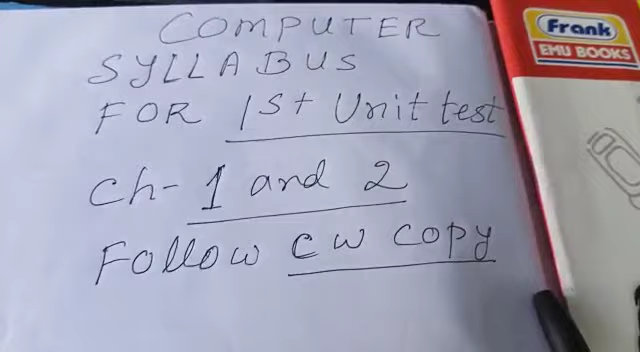 COMPUTER
SYLLABUS
FOR 1st Unit test
Ch- 1 and 2
Follow CW COPY
Frank
EMU BOOKS